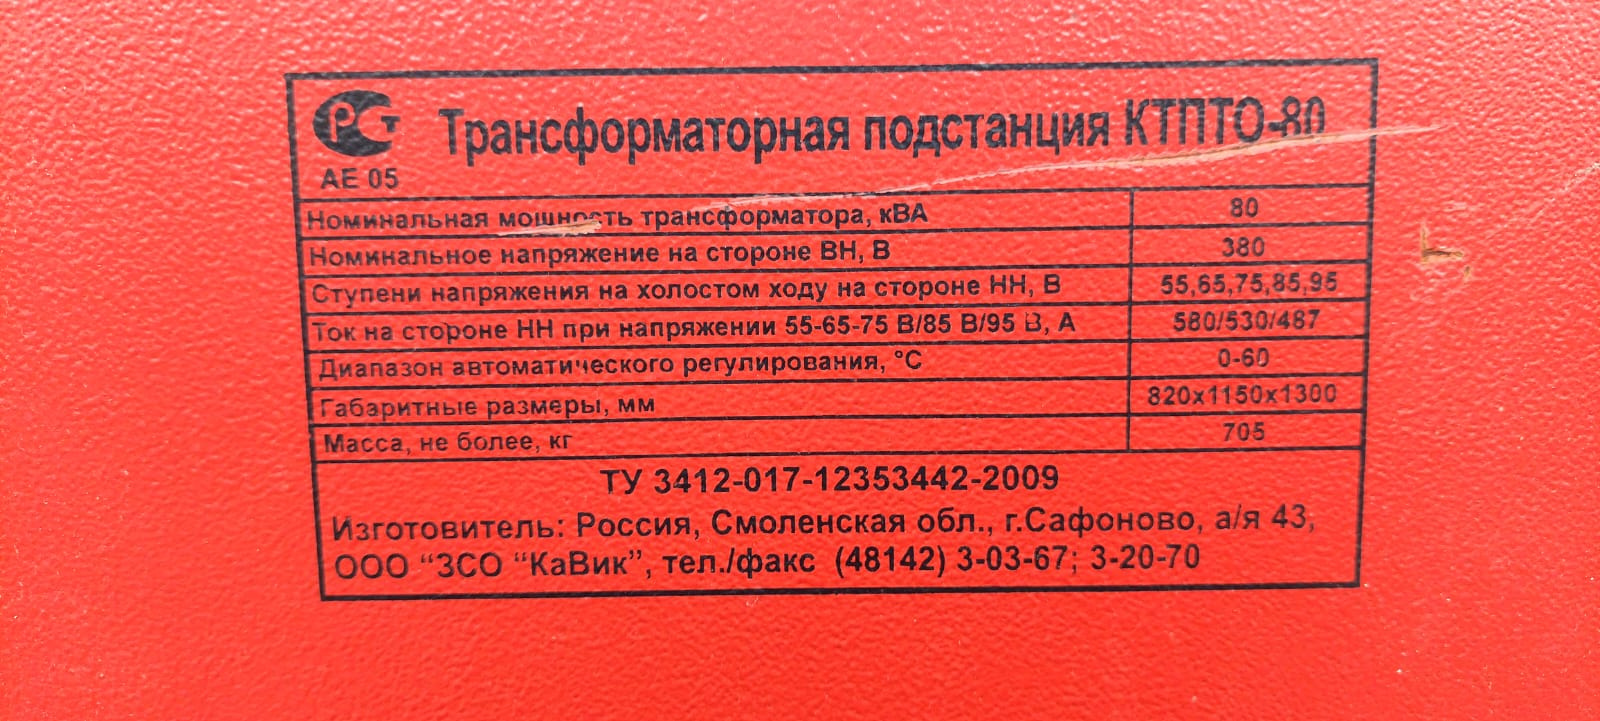 РСТ
АЕ 05
Трансформаторная подстанция КТПТО-80
Номинальная мощность трансформатора, кВА 80
Номинальное напряжение на стороне ВН, В 380
Ступени напряжения на холостом ходу на стороне НН, В 55,65,75,85,95
Ток на стороне НН при напряжении 55-65-75 В/85 В/95 В, А 580/530/487
Диапазон автоматического регулирования, °С 0-60
Габаритные размеры, мм 820х1150х1300
Масса, не более, кг 705
ТУ 3412-017-12353442-2009
Изготовитель: Россия, Смоленская обл., г.Сафоново, а/я 43,
ООО “ЗСО “КаВик”, тел./факс (48142) 3-03-67; 3-20-70